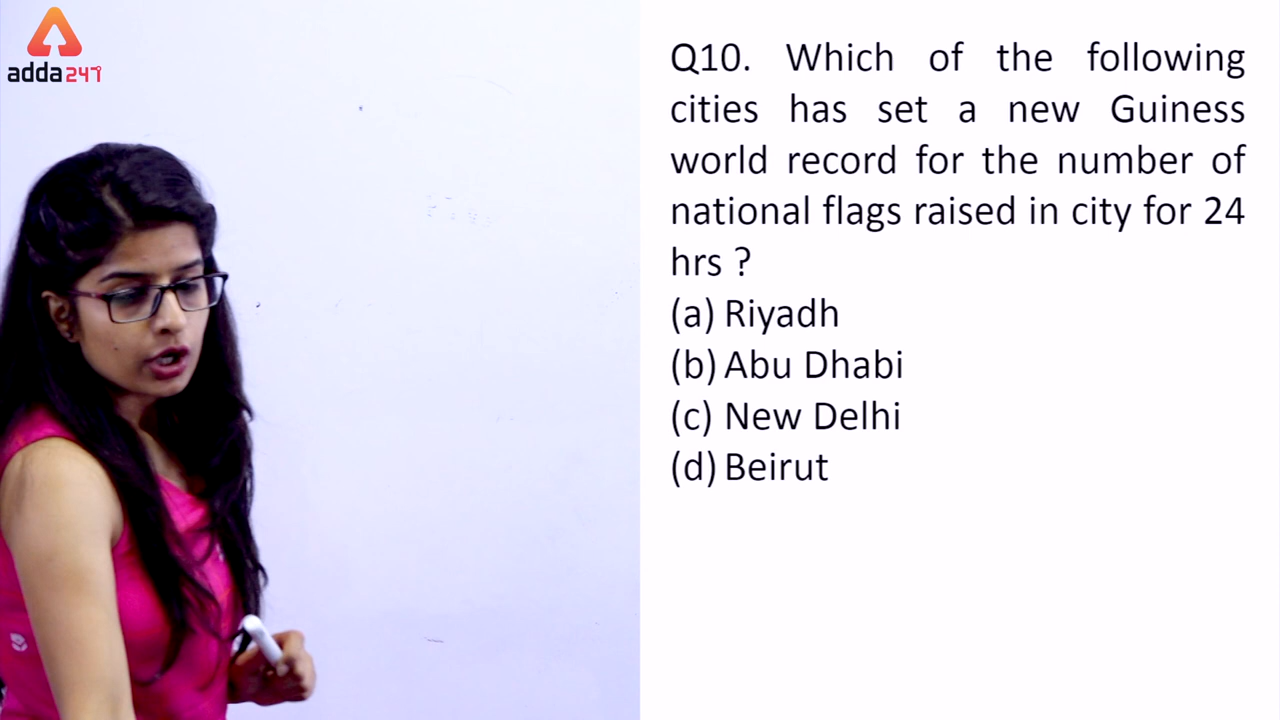 adda247
Q10. Which of the following
cities has set a new Guiness
world record for the number of
national flags raised in city for 24
hrs ?
(a) Riyadh
(b) Abu Dhabi
(c) New Delhi
(d) Beirut